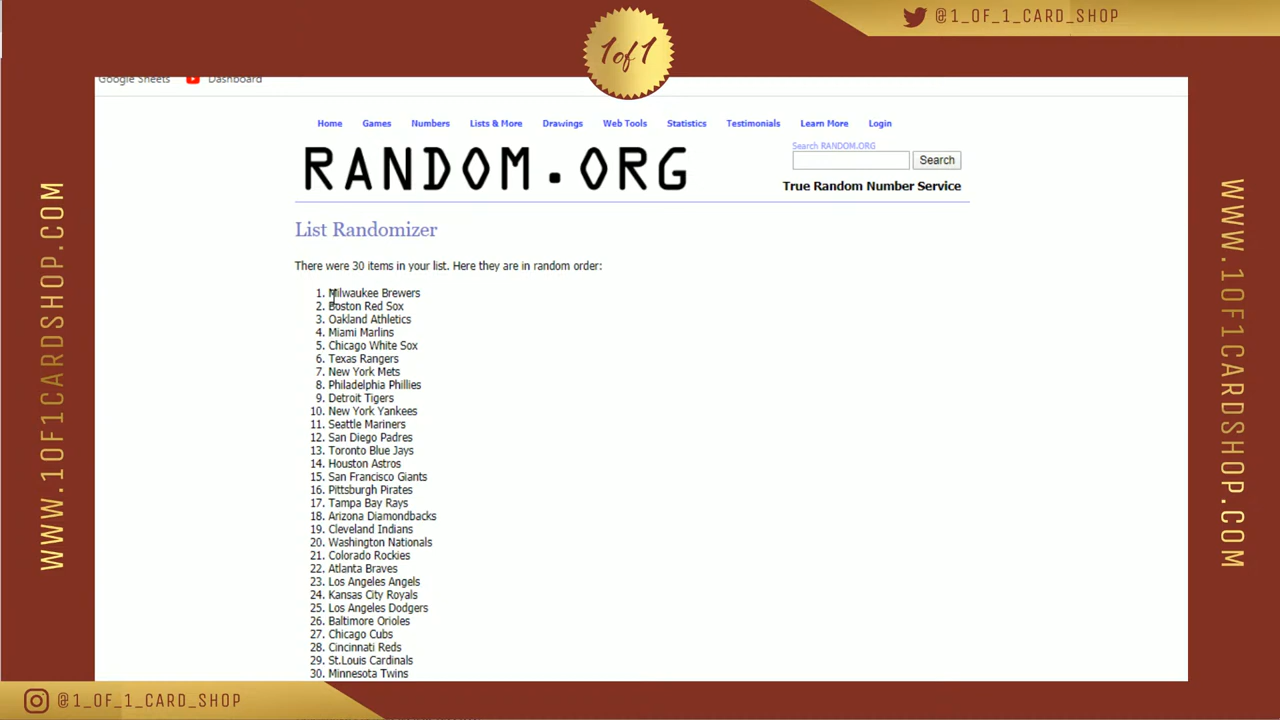 @1_OF_1_CARD_SHOP
1of1
Google Sheets Dashboard
Home Games Numbers Lists & More Drawings Web Tools Statistics Testimonials Learn More Login
RANDOM.ORG
Search RANDOM.ORG
Search
True Random Number Service
List Randomizer
There were 30 items in your list. Here they are in random order:
1. Milwaukee Brewers
2. Boston Red Sox
3. Oakland Athletics
4. Miami Marlins
5. Chicago White Sox
6. Texas Rangers
7. New York Mets
8. Philadelphia Phillies
9. Detroit Tigers
10. New York Yankees
11. Seattle Mariners
12. San Diego Padres
13. Toronto Blue Jays
14. Houston Astros
15. San Francisco Giants
16. Pittsburgh Pirates
17. Tampa Bay Rays
18. Arizona Diamondbacks
19. Cleveland Indians
20. Washington Nationals
21. Colorado Rockies
22. Atlanta Braves
23. Los Angeles Angels
24. Kansas City Royals
25. Los Angeles Dodgers
26. Baltimore Orioles
27. Chicago Cubs
28. Cincinnati Reds
29. St.Louis Cardinals
30. Minnesota Twins
WWW.1OF1CARDSHOP.COM
WWW.1OF1CARDSHOP.COM
@1_OF_1_CARD_SHOP